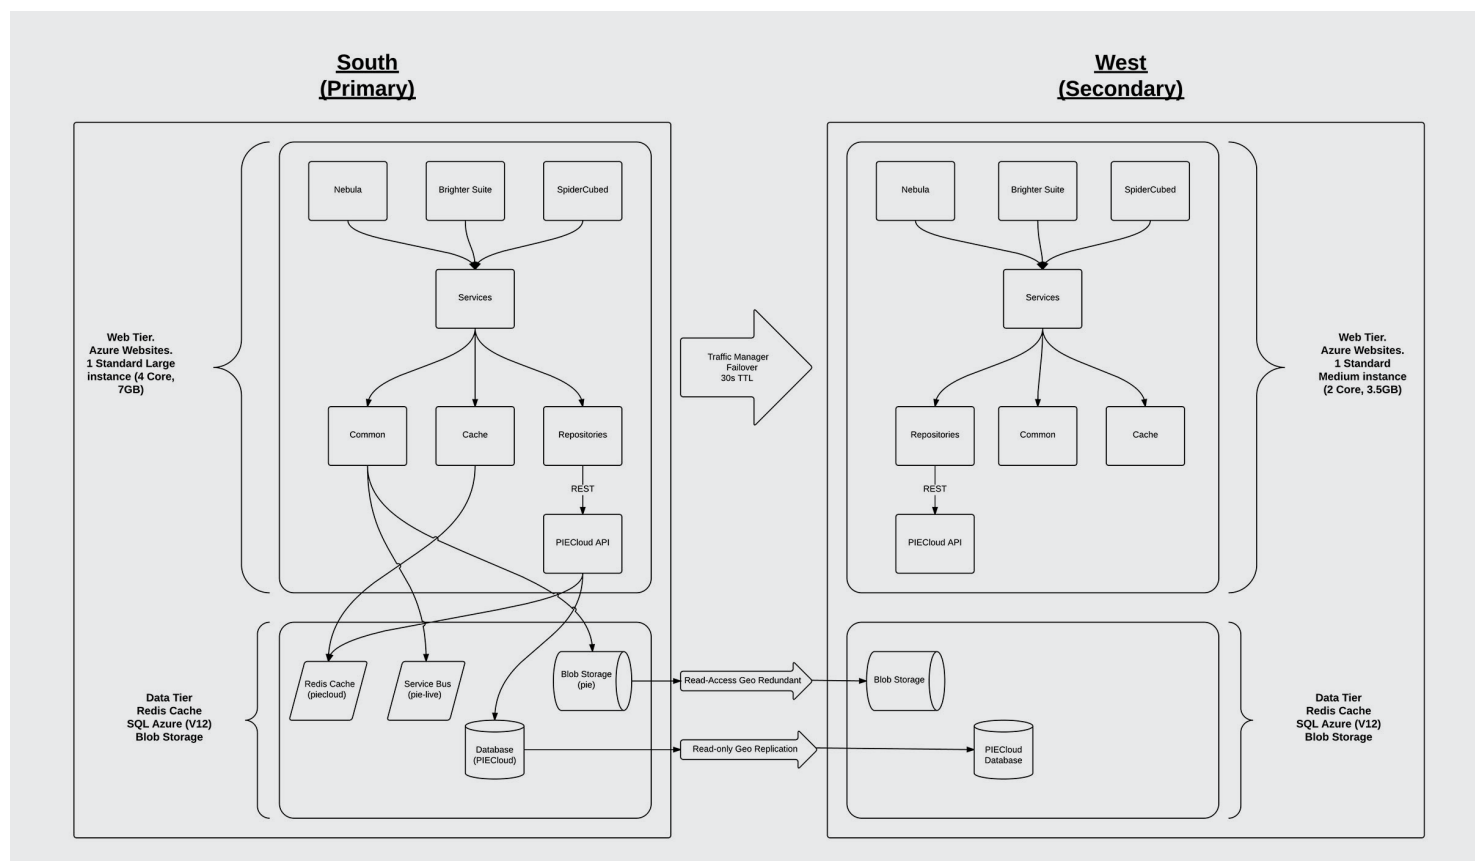 South
(Primary)
West
(Secondary)
Nebula
Brighter Suite
SpiderCubed
Services
Common
Cache
Repositories
REST
PIECloud API
Web Tier.
Azure Websites.
1 Standard Large
instance (4 Core,
7GB)
Redis Cache
(piecloud)
Service Bus
(pie-live)
Blob Storage
(pie)
Database
(PIECloud)
Data Tier
Redis Cache
SQL Azure (V12)
Blob Storage
Traffic Manager
Failover
30s TTL
Read-Access Geo Redundant
Read-only Geo Replication
Nebula
Brighter Suite
SpiderCubed
Services
Repositories
Common
Cache
REST
PIECloud API
Web Tier.
Azure Websites.
1 Standard
Medium instance
(2 Core, 3.5GB)
Blob Storage
PIECloud
Database
Data Tier
Redis Cache
SQL Azure (V12)
Blob Storage